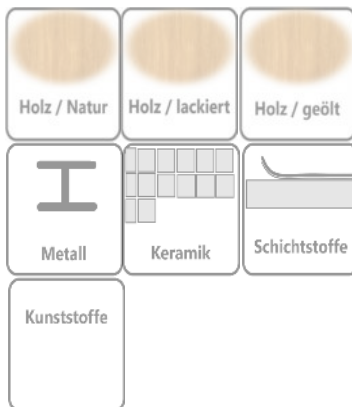 Holz / Natur
Holz / lackiert
Holz / geölt
Metall
Keramik
Schichtstoffe
Kunststoffe